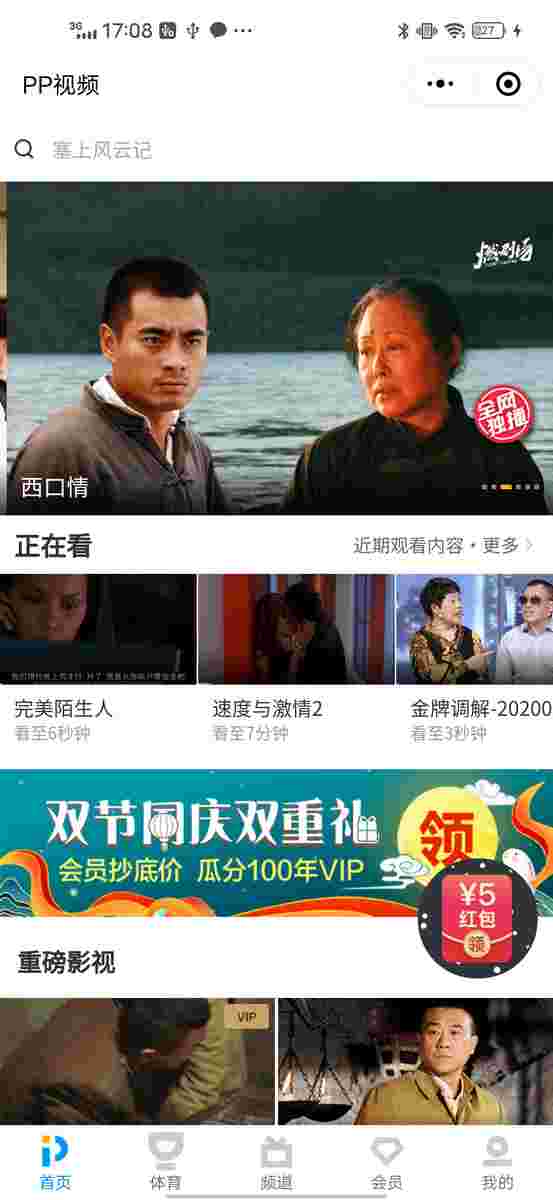 3G 17:08 27
PP视频
塞上风云记
燃剧场
全网
独播
西口情
正在看
近期观看内容·更多
完美陌生人
速度与激情2
金牌调解-20200
看至6秒钟
看至7分钟
看至3秒钟
双节同庆双重礼
领
会员抄底价 瓜分100年VIP
¥5
红包
领
重磅影视
VIP
首页
体育
频道
会员
我的